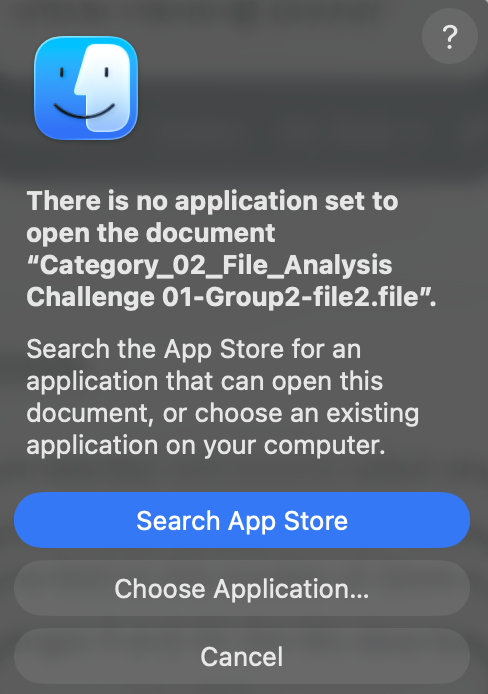 ?
There is no application set to
open the document
“Category_02_File_Analysis
Challenge 01-Group2-file2.file”.
Search the App Store for an
application that can open this
document, or choose an existing
application on your computer.
Search App Store
Choose Application...
Cancel